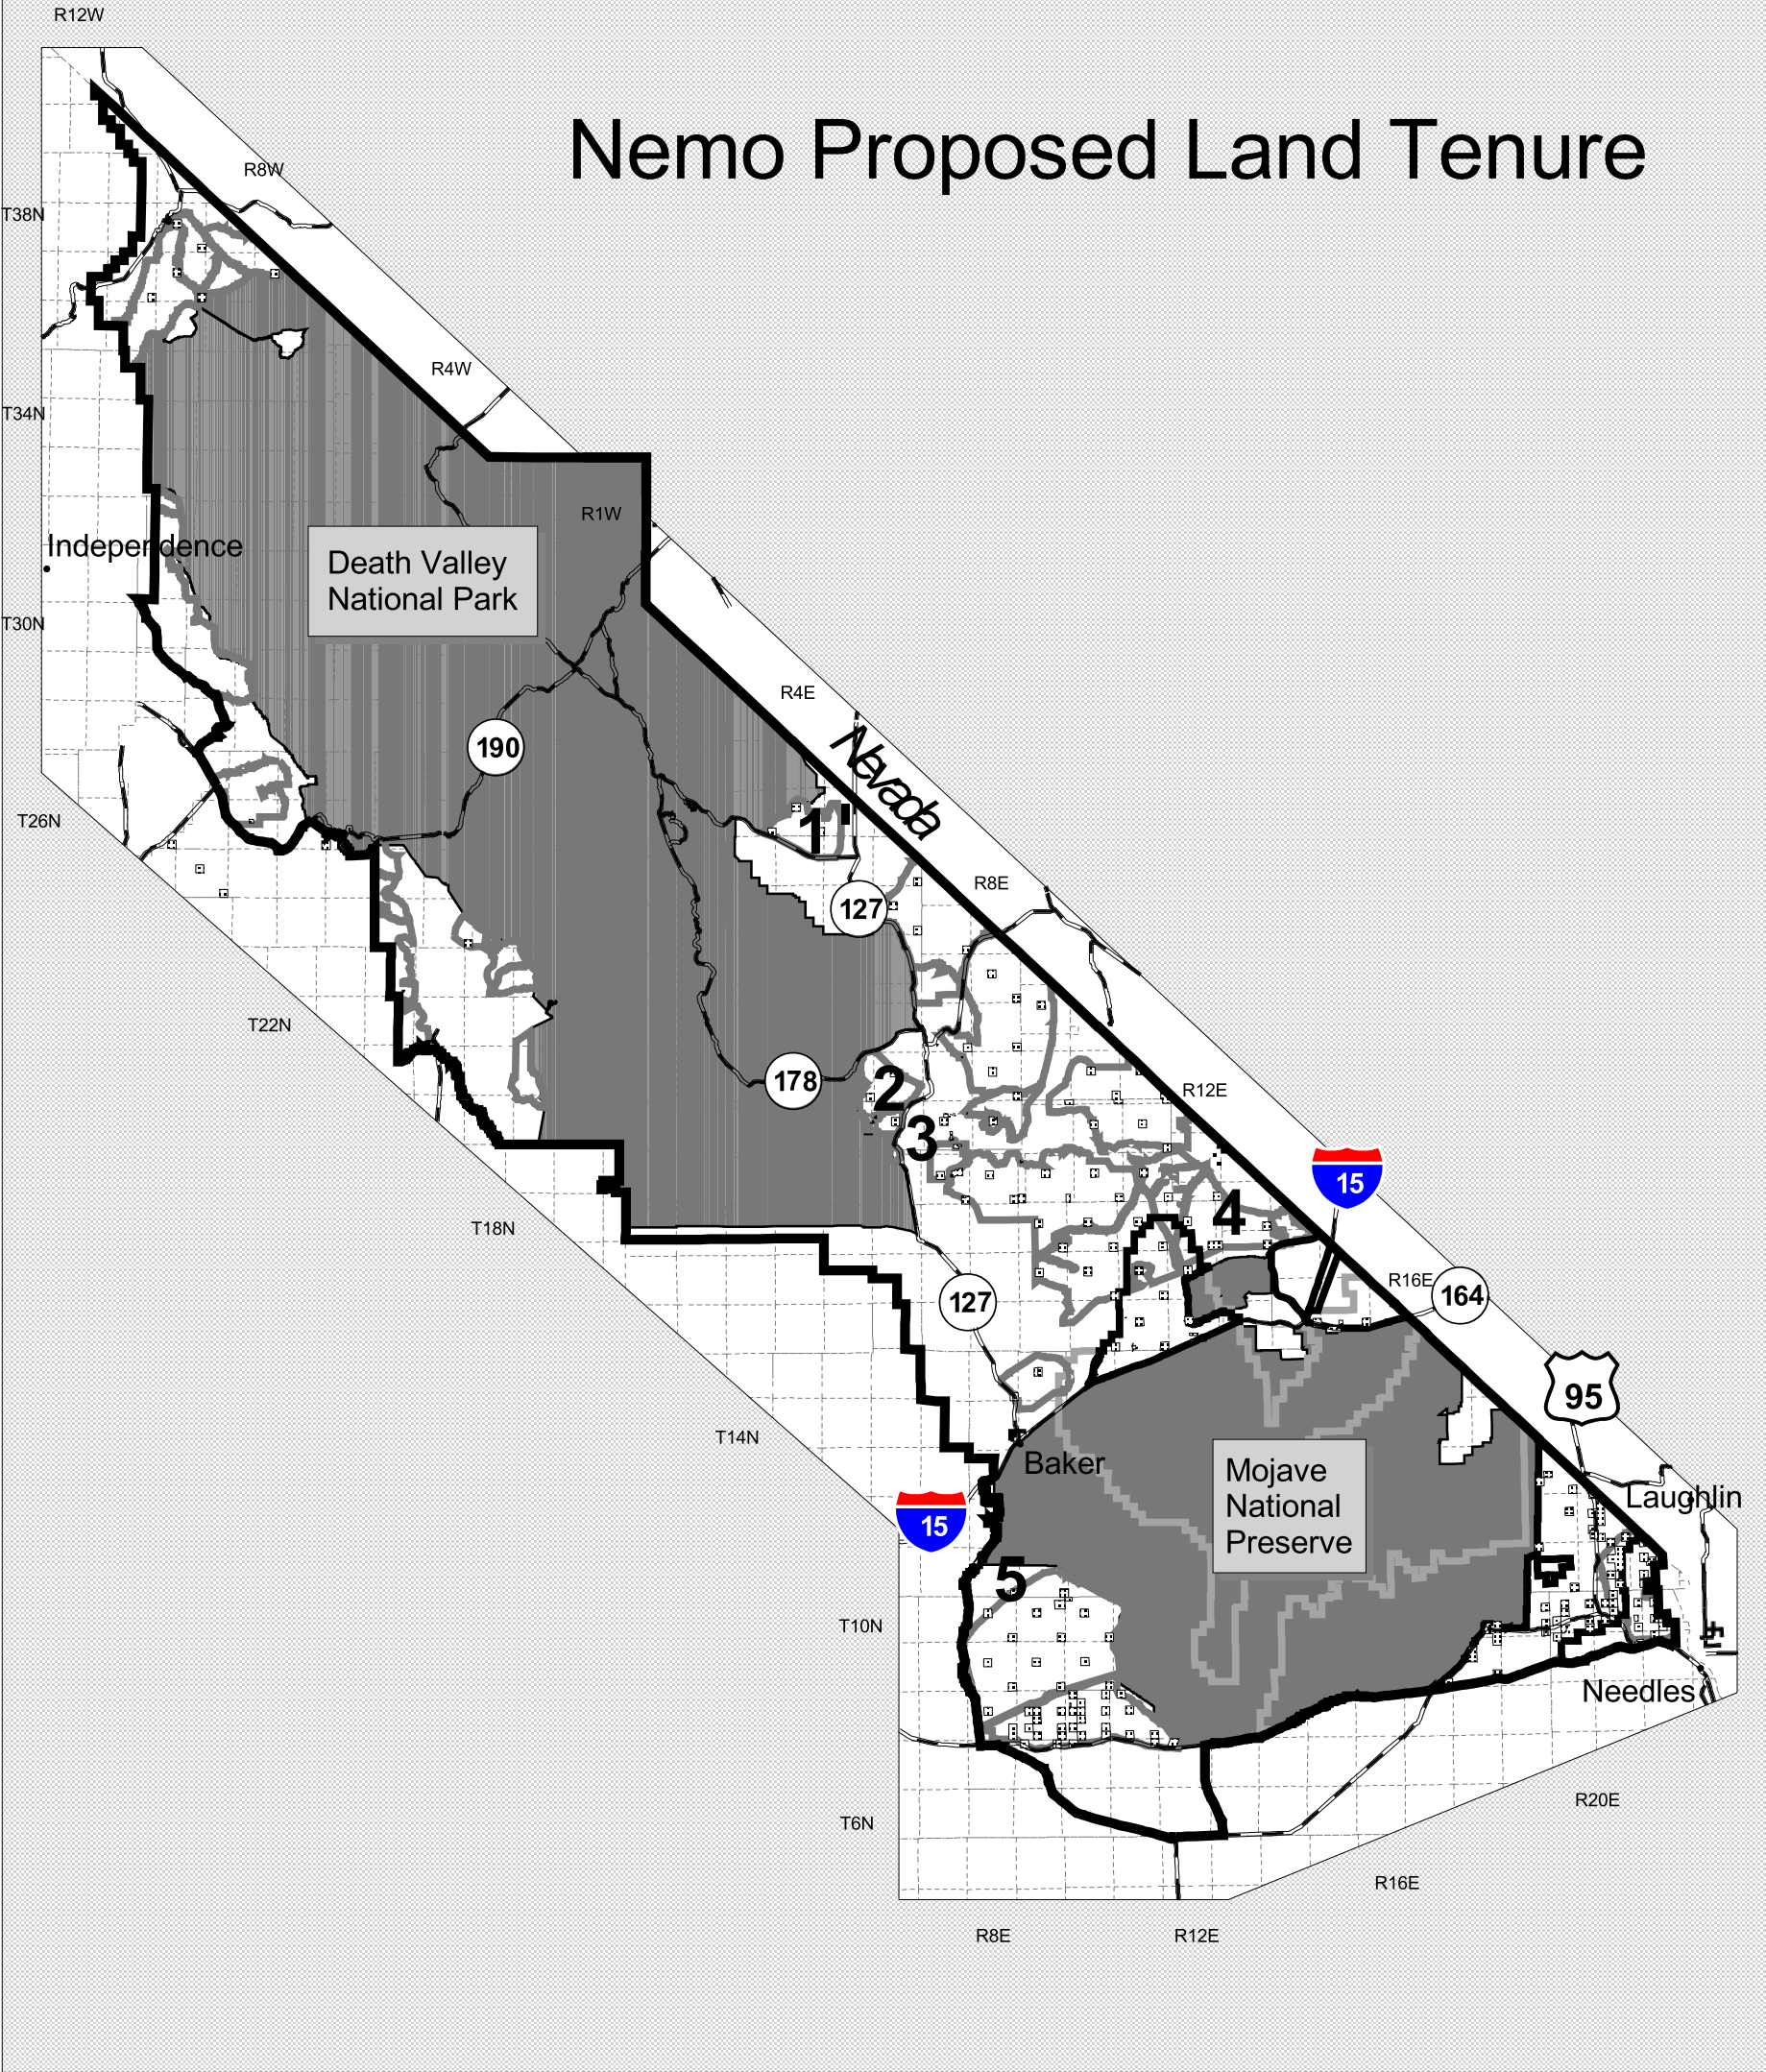 R12W
Nemo Proposed Land Tenure
R8W
T38N
R4W
T34N
R1W
Independence
Death Valley
National Park
T30N
R4E
Nevada
190
T26N
1
R8E
127
T22N
178
2
R12E
3
15
4
T18N
R16E
164
127
95
T14N
Baker
Mojave
National
Preserve
Laughlin
15
5
T10N
Needles
R20E
T6N
R16E
R8E
R12E